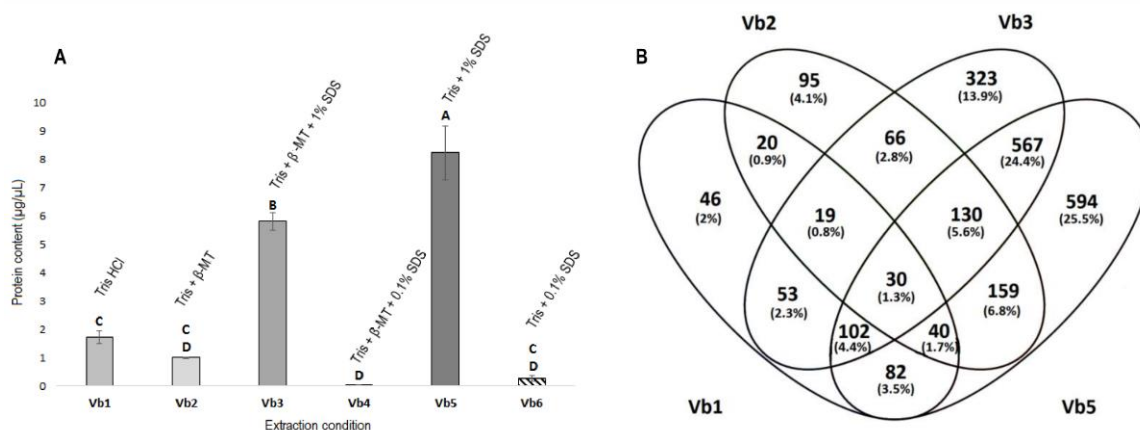 A
Protein content (µg/µL)
10
9
8
7
6
5
4
3
2
1
0
Tris HCl
C
Tris + β-MT
C
D
Tris + β -MT + 1% SDS
B
Tris + β-MT + 0.1% SDS
D
Tris + 1% SDS
A
Tris + 0.1% SDS
C
D
Vb1 Vb2 Vb3 Vb4 Vb5 Vb6
Extraction condition
B
Vb2 Vb3
95
(4.1%)
323
(13.9%)
20
(0.9%)
66
(2.8%)
567
(24.4%)
46
(2%)
19
(0.8%)
130
(5.6%)
594
(25.5%)
53
(2.3%)
30
(1.3%)
159
(6.8%)
102
(4.4%)
40
(1.7%)
82
(3.5%)
Vb1 Vb5